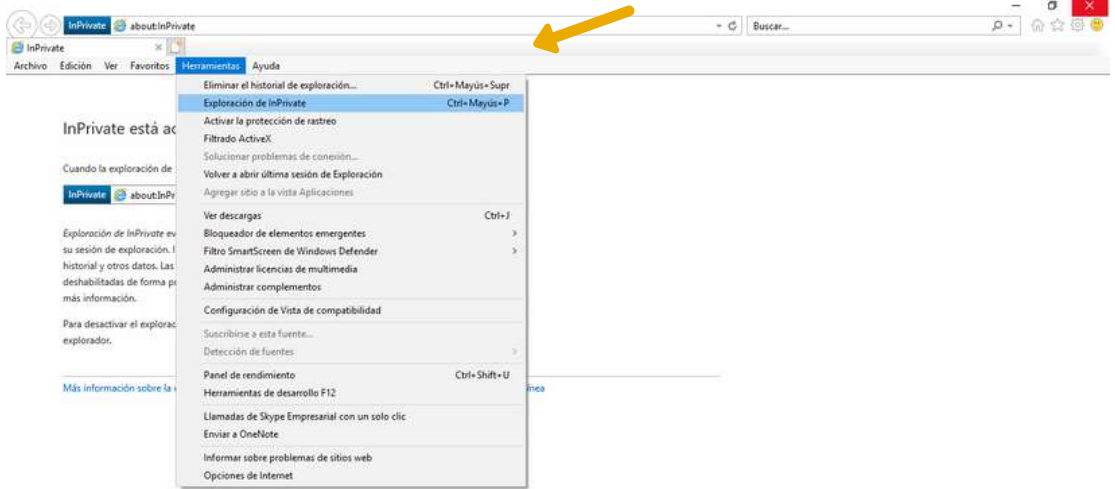 InPrivate about:InPrivate
Buscar...
InPrivate
Archivo Edición Ver Favoritos Herramientas Ayuda
Eliminar el historial de exploración... Ctrl+Mayús+Supr
Exploración de InPrivate Ctrl+Mayús+P
Activar la protección de rastreo
Filtrado ActiveX
Solucionar problemas de conexión...
Volver a abrir última sesión de Exploración
Agregar sitio a la vista Aplicaciones
Ver descargas Ctrl+J
Bloqueador de elementos emergentes
Filtro SmartScreen de Windows Defender
Administrar licencias de multimedia
Administrar complementos
Configuración de Vista de compatibilidad
Suscribirse a esta fuente...
Detección de fuentes
Panel de rendimiento Ctrl+Shift+U
Herramientas de desarrollo F12
Llamadas de Skype Empresarial con un solo clic
Enviar a OneNote
Informar sobre problemas de sitios web
Opciones de Internet
InPrivate está ac
Cuando la exploración de
InPrivate about:InPr
Exploración de InPrivate ev
su sesión de exploración.
historial y otros datos. Las
deshabilitadas de forma p
más información.
Para desactivar el explorac
explorador.
Más información sobre la
ínea